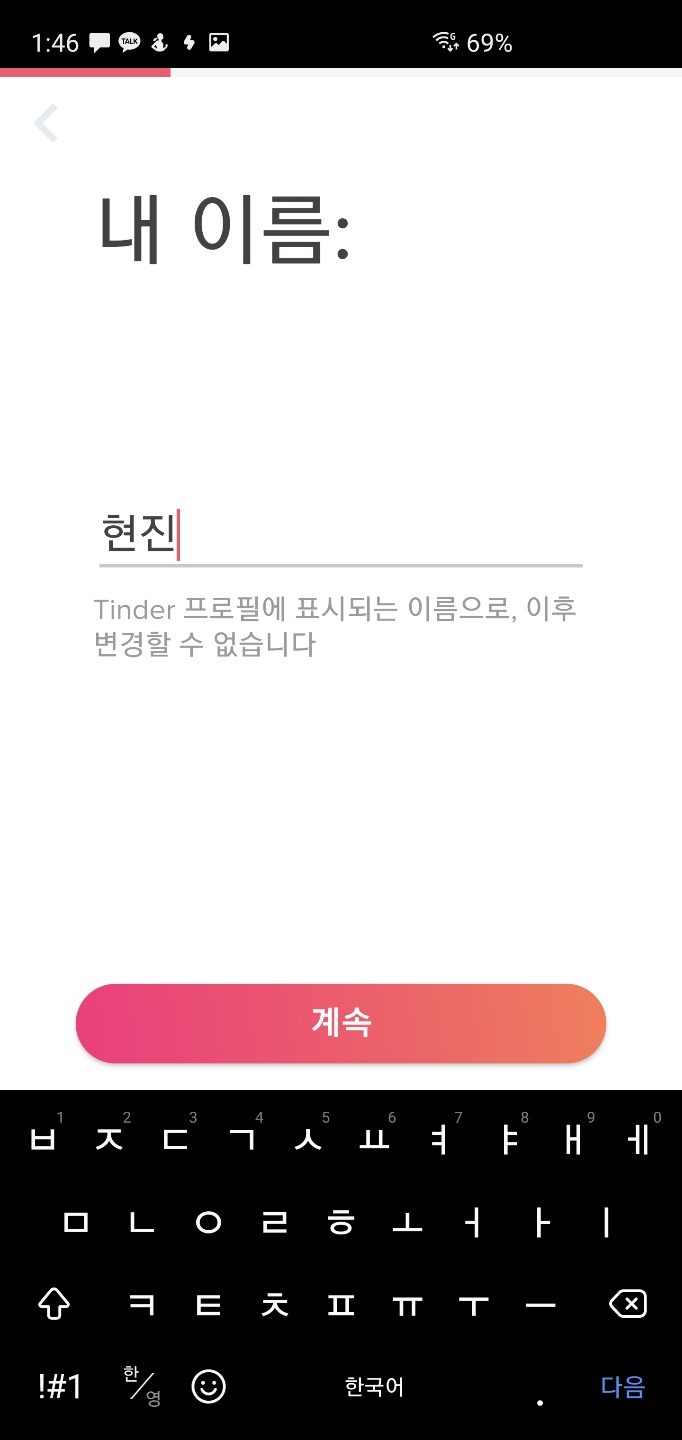 1:46 TALK 69%
내 이름:
현진
Tinder 프로필에 표시되는 이름으로, 이후
변경할 수 없습니다
계속
1 2 3 4 5 6 7 8 9 0
ㅂ ㅈ ㄷ ㄱ ㅅ ㅛ ㅕ ㅑ ㅐ ㅔ
ㅁ ㄴ ㅇ ㄹ ㅎ ㅗ ㅓ ㅏ ㅣ
ㅋ ㅌ ㅊ ㅍ ㅠ ㅜ ㅡ
!#1 한/영 한국어 . 다음